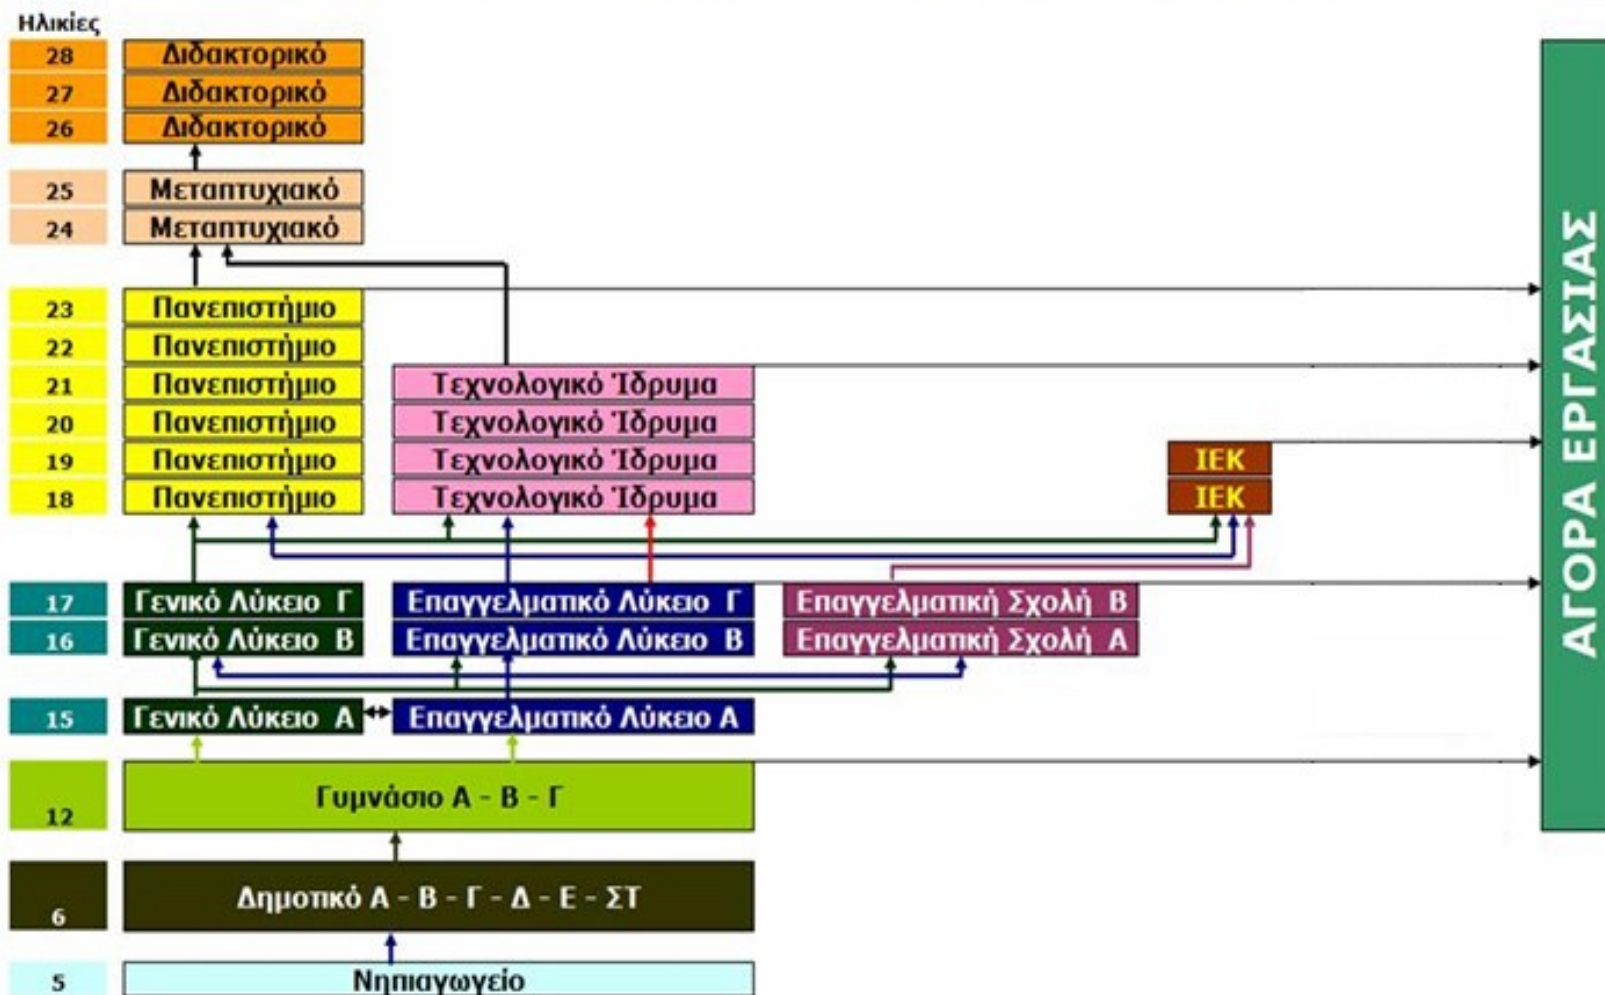 Ηλικίες
28 Διδακτορικό
27 Διδακτορικό
26 Διδακτορικό
25 Μεταπτυχιακό
24 Μεταπτυχιακό
23 Πανεπιστήμιο
22 Πανεπιστήμιο
21 Πανεπιστήμιο Τεχνολογικό Ίδρυμα
20 Πανεπιστήμιο Τεχνολογικό Ίδρυμα
19 Πανεπιστήμιο Τεχνολογικό Ίδρυμα ΙΕΚ
18 Πανεπιστήμιο Τεχνολογικό Ίδρυμα ΙΕΚ
17 Γενικό Λύκειο Γ Επαγγελματικό Λύκειο Γ Επαγγελματική Σχολή Β
16 Γενικό Λύκειο Β Επαγγελματικό Λύκειο Β Επαγγελματική Σχολή Α
15 Γενικό Λύκειο Α Επαγγελματικό Λύκειο Α
12 Γυμνάσιο Α - Β - Γ
6 Δημοτικό Α - Β - Γ - Δ - Ε - ΣΤ
5 Νηπιαγωγείο
ΑΓΟΡΑ ΕΡΓΑΣΙΑΣ